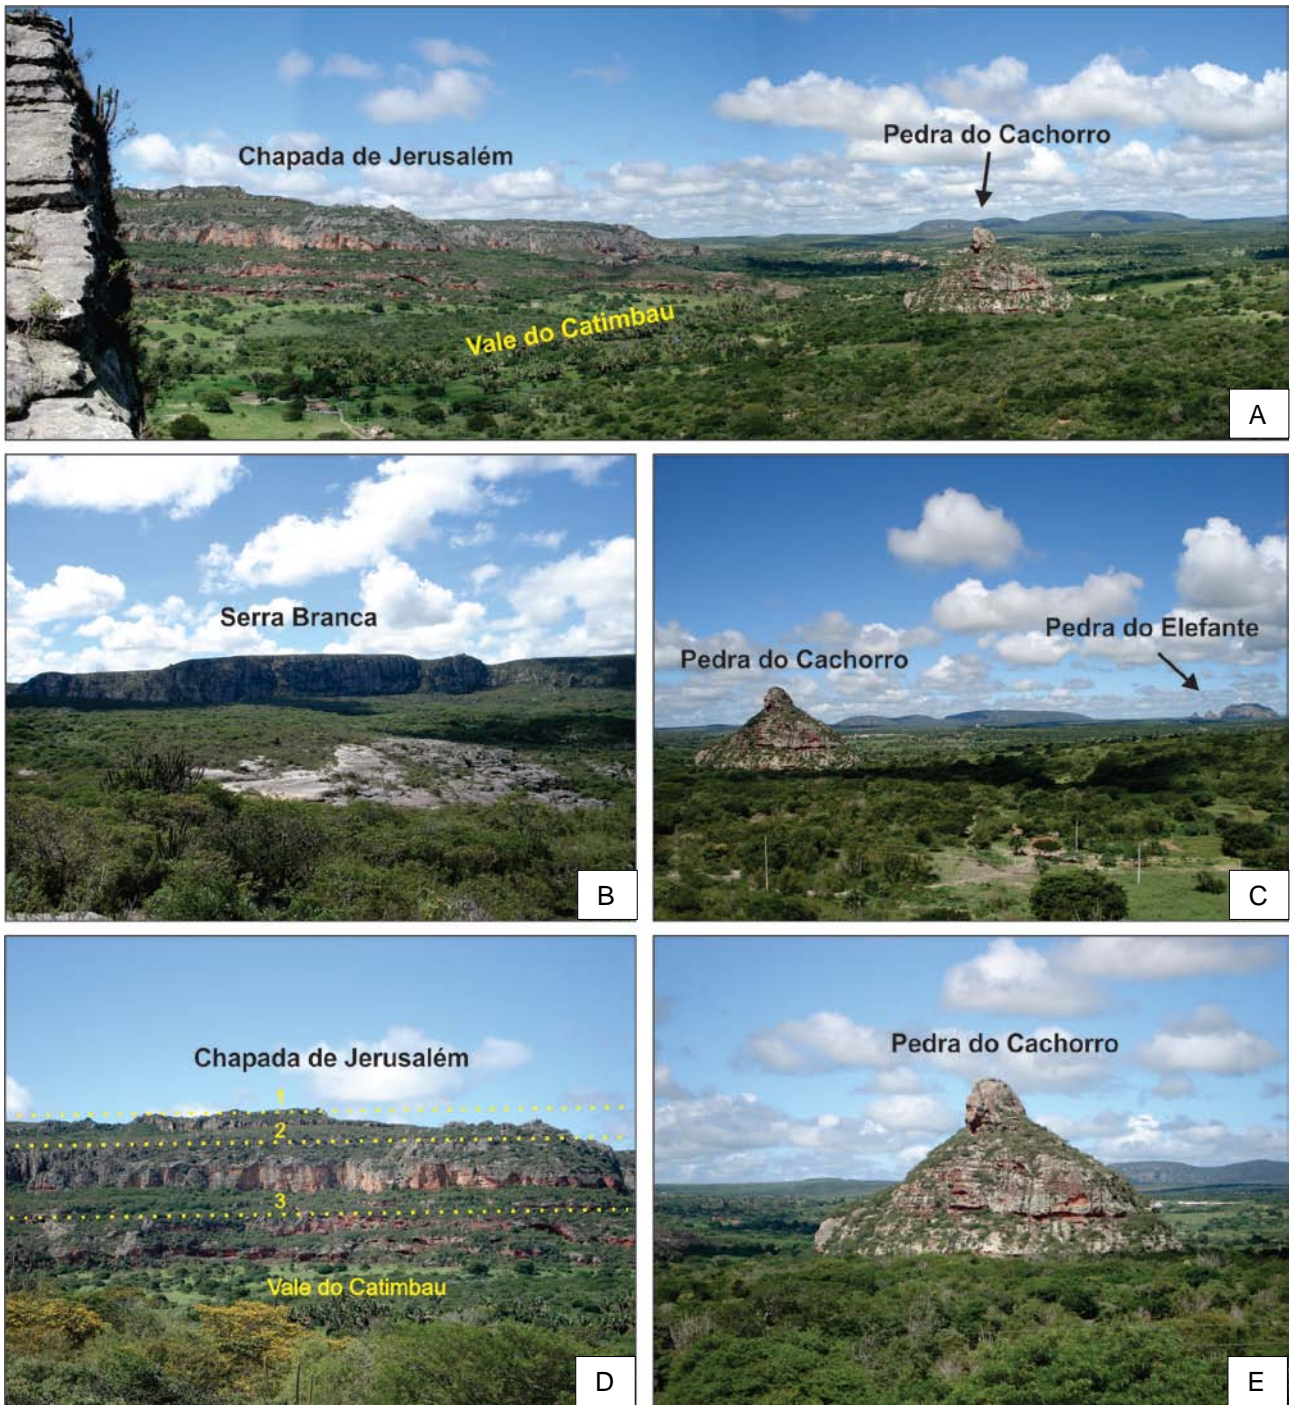 Chapada de Jerusalém
Pedra do Cachorro
Vale do Catimbau
A
Serra Branca
B
Pedra do Elefante
Pedra do Cachorro
C
Chapada de Jerusalém
1
2
3
Vale do Catimbau
D
Pedra do Cachorro
E